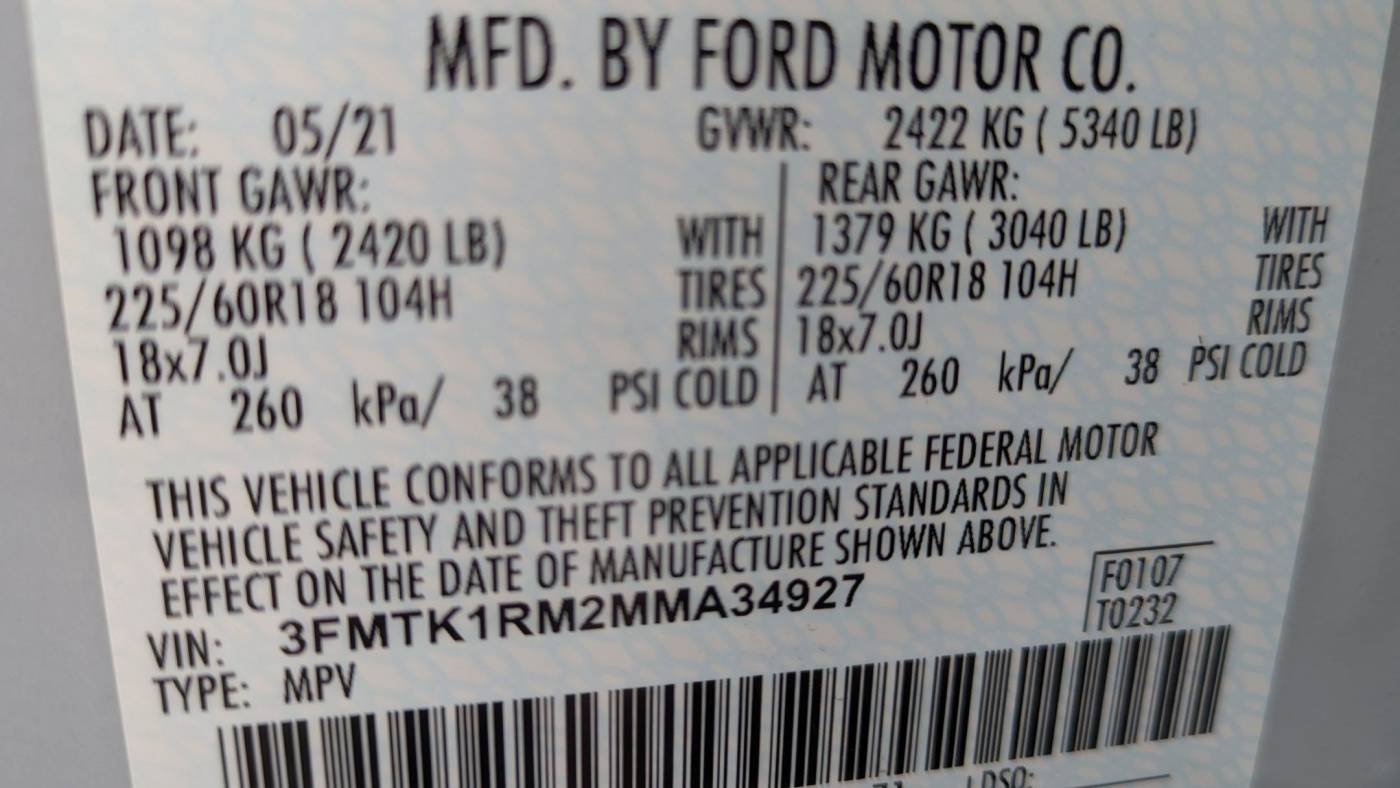 MFD. BY FORD MOTOR CO.
DATE: 05/21 GVWR: 2422 KG ( 5340 LB)
FRONT GAWR: REAR GAWR:
1098 KG ( 2420 LB) WITH 1379 KG ( 3040 LB) WITH
225/60R18 104H TIRES 225/60R18 104H TIRES
18x7.0J RIMS 18x7.0J RIMS
AT 260 kPa/ 38 PSI COLD AT 260 kPa/ 38 PSI COLD
THIS VEHICLE CONFORMS TO ALL APPLICABLE FEDERAL MOTOR
VEHICLE SAFETY AND THEFT PREVENTION STANDARDS IN
EFFECT ON THE DATE OF MANUFACTURE SHOWN ABOVE.
F0107
VIN: 3FMTK1RM2MMA34927 T0232
TYPE: MPV